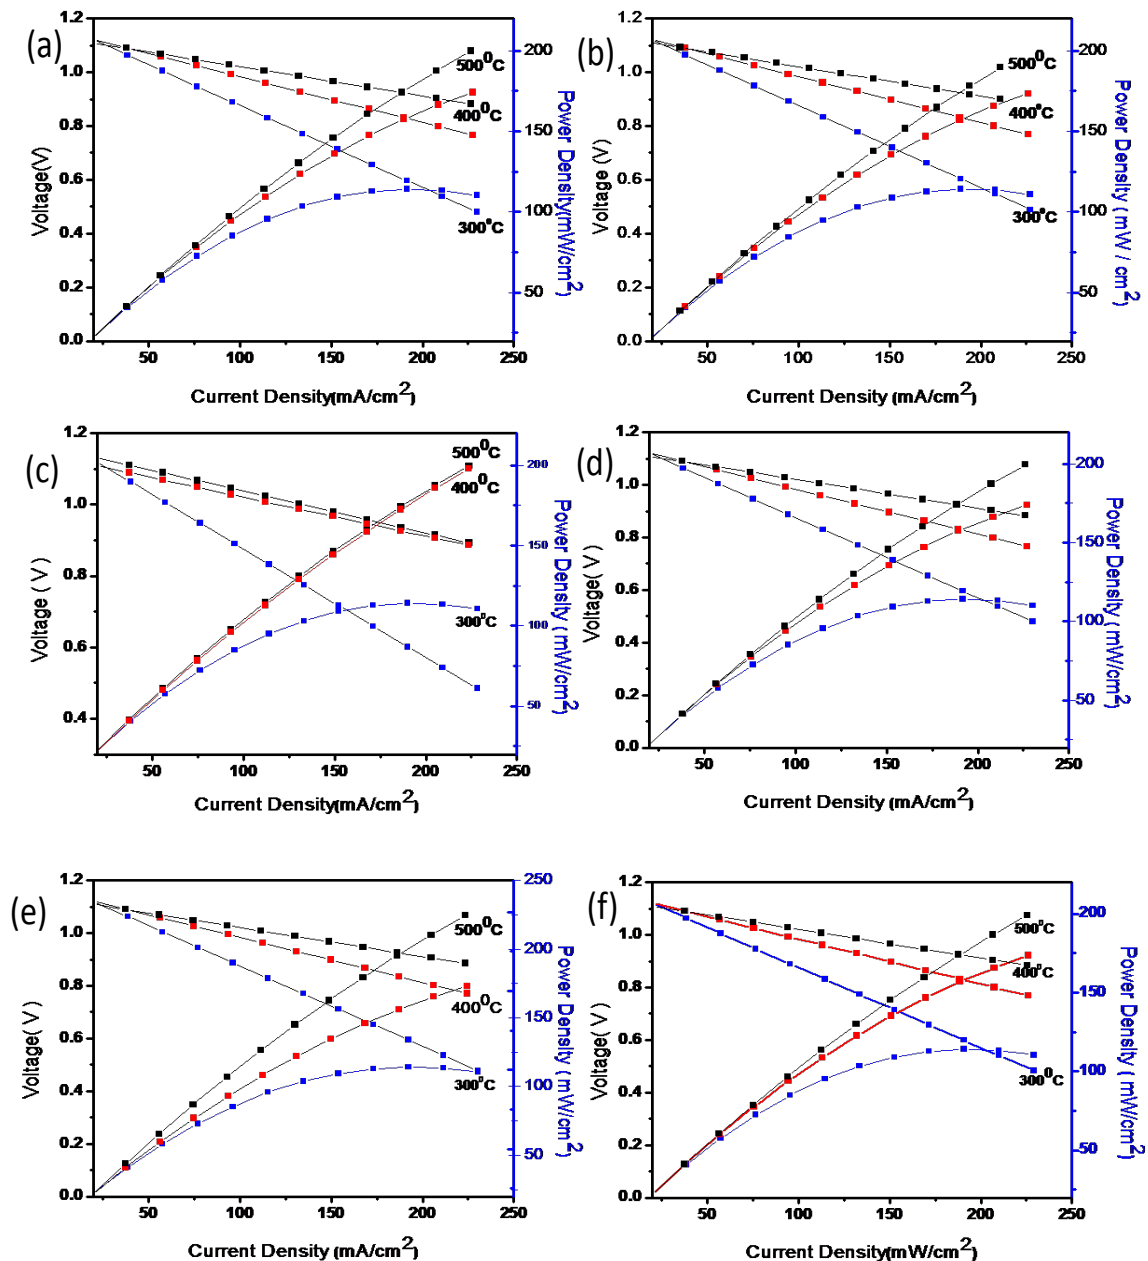 (a)
1.2
1.0
0.8
0.6
0.4
0.2
0.0
Voltage(V)
500⁰C
400⁰C
300°C
200
150
100
50
Power Density(mW/cm²)
50 100 150 200 250
Current Density(mA/cm²)
(b)
1.2
1.0
0.8
0.6
0.4
0.2
0.0
Voltage (V)
500⁰C
400°C
300°C
200
150
100
50
Power Density ( mW / cm²)
50 100 150 200 250
Current Density ( mA/cm²)
(c)
1.2
1.0
0.8
0.6
0.4
Voltage ( V )
500⁰C
400⁰C
300°C
200
150
100
50
Power Density ( mW/cm²)
50 100 150 200 250
Current Density(mA/cm²)
(d)
1.2
1.0
0.8
0.6
0.4
0.2
0.0
Voltage( V )
200
150
100
50
Power Density ( mW/cm²)
50 100 150 200 250
Current Density ( mA/cm²)
(e)
1.2
1.0
0.8
0.6
0.4
0.2
0.0
Voltage( V )
500⁰C
400⁰C
300°C
250
200
150
100
50
Power Density ( mW/cm²)
50 100 150 200 250
Current Density ( mA/cm²)
(f)
1.2
1.0
0.8
0.6
0.4
0.2
0.0
Voltage( V )
500°C
400°C
300⁰C
200
150
100
50
Power Density ( mW/cm²)
50 100 150 200 250
Current Density(mW/cm²)